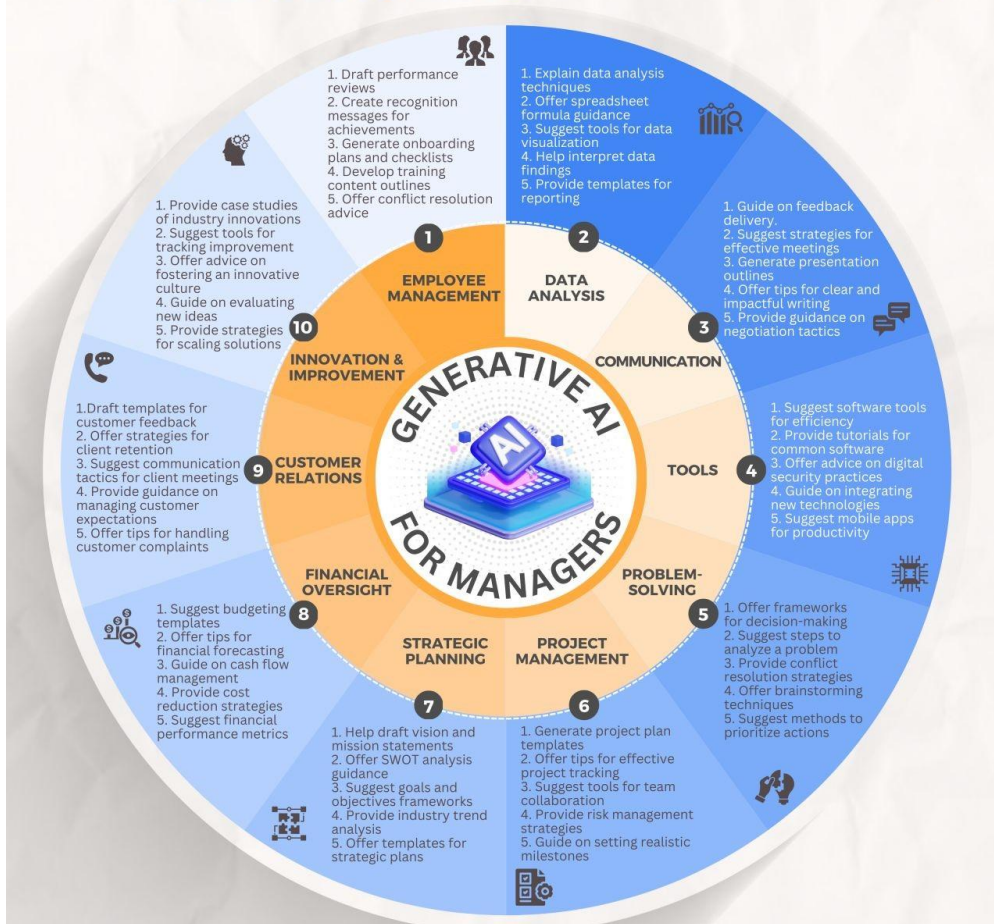 GENERATIVE AI
FOR MANAGERS
AI
1
EMPLOYEE
MANAGEMENT
1. Draft performance
reviews
2. Create recognition
messages for
achievements
3. Generate onboarding
plans and checklists
4. Develop training
content outlines
5. Offer conflict resolution
advice
2
DATA
ANALYSIS
1. Explain data analysis
techniques
2. Offer spreadsheet
formula guidance
3. Suggest tools for data
visualization
4. Help interpret data
findings
5. Provide templates for
reporting
3
COMMUNICATION
1. Guide on feedback
delivery.
2. Suggest strategies for
effective meetings
3. Generate presentation
outlines
4. Offer tips for clear and
impactful writing
5. Provide guidance on
negotiation tactics
4
TOOLS
1. Suggest software tools
for efficiency
2. Provide tutorials for
common software
3. Offer advice on digital
security practices
4. Guide on integrating
new technologies
5. Suggest mobile apps
for productivity
5
PROBLEM-
SOLVING
1. Offer frameworks
for decision-making
2. Suggest steps to
analyze a problem
3. Provide conflict
resolution strategies
4. Offer brainstorming
techniques
5. Suggest methods to
prioritize actions
6
PROJECT
MANAGEMENT
1. Generate project plan
templates
2. Offer tips for effective
project tracking
3. Suggest tools for team
collaboration
4. Provide risk management
strategies
5. Guide on setting realistic
milestones
7
STRATEGIC
PLANNING
1. Help draft vision and
mission statements
2. Offer SWOT analysis
guidance
3. Suggest goals and
objectives frameworks
4. Provide industry trend
analysis
5. Offer templates for
strategic plans
8
FINANCIAL
OVERSIGHT
1. Suggest budgeting
templates
2. Offer tips for
financial forecasting
3. Guide on cash flow
management
4. Provide cost
reduction strategies
5. Suggest financial
performance metrics
9
CUSTOMER
RELATIONS
1.Draft templates for
customer feedback
2. Offer strategies for
client retention
3. Suggest communication
tactics for client meetings
4. Provide guidance on
managing customer
expectations
5. Offer tips for handling
customer complaints
10
INNOVATION &
IMPROVEMENT
1. Provide case studies
of industry innovations
2. Suggest tools for
tracking improvement
3. Offer advice on
fostering an innovative
culture
4. Guide on evaluating
new ideas
5. Provide strategies
for scaling solutions